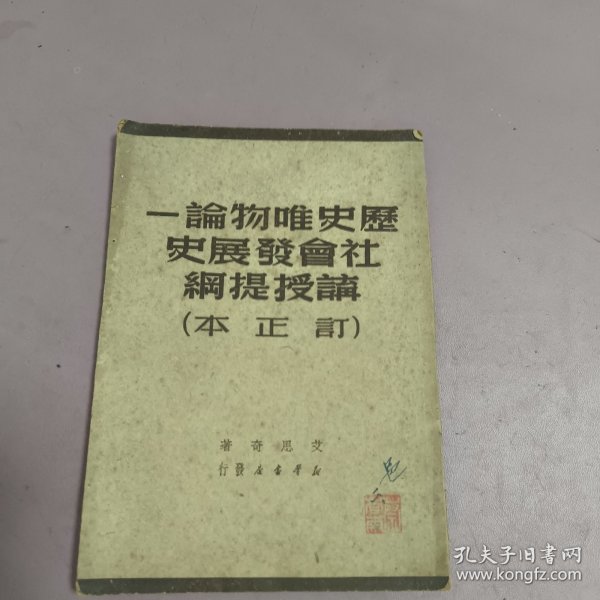 歷史唯物論—
社會發展史
講授提綱
(訂正本)
艾思奇著
新華書店發行
孔夫子旧书网
www.kongfz.com